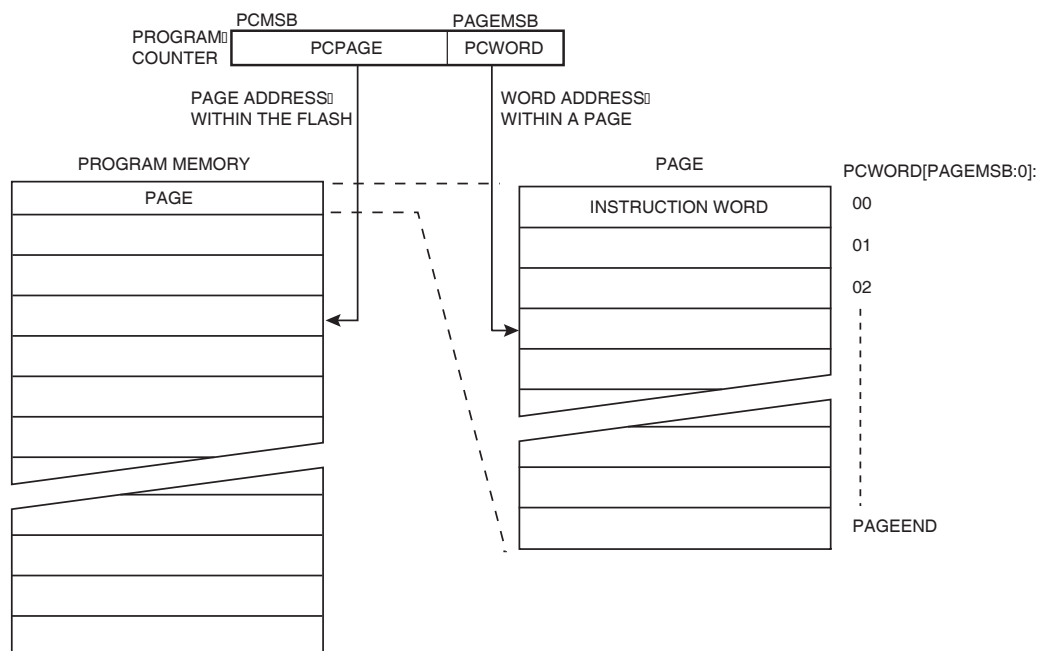 PCMSB
PAGEMSB
PROGRAM
COUNTER
PCPAGE
PCWORD
PAGE ADDRESS
WITHIN THE FLASH
WORD ADDRESS
WITHIN A PAGE
PROGRAM MEMORY
PAGE
PAGE
INSTRUCTION WORD
PCWORD[PAGEMSB:0]:
00
01
02
PAGEEND